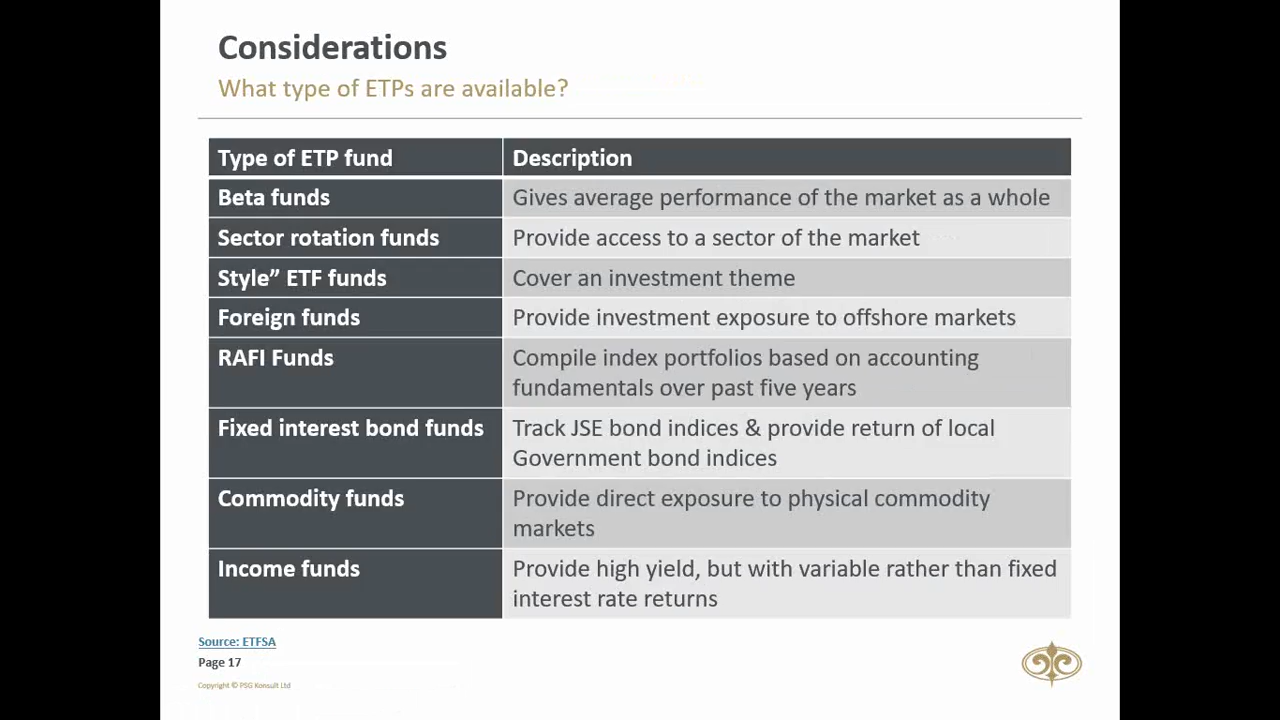 Considerations
What type of ETPs are available?
Type of ETP fund
Description
Beta funds
Gives average performance of the market as a whole
Sector rotation funds
Provide access to a sector of the market
Style” ETF funds
Cover an investment theme
Foreign funds
Provide investment exposure to offshore markets
RAFI Funds
Compile index portfolios based on accounting
fundamentals over past five years
Fixed interest bond funds
Track JSE bond indices & provide return of local
Government bond indices
Commodity funds
Provide direct exposure to physical commodity
markets
Income funds
Provide high yield, but with variable rather than fixed
interest rate returns
Source: ETFSA
Page 17
Copyright © PSG Konsult Ltd